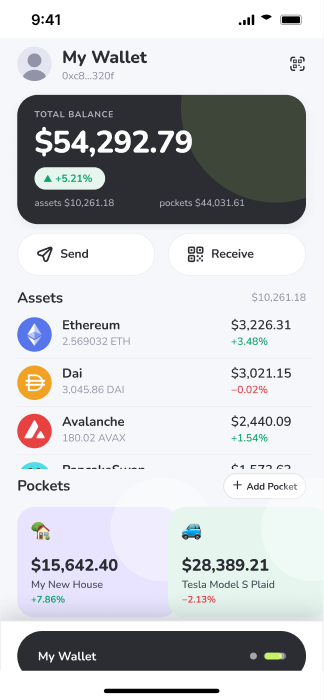 9:41
My Wallet
0xc8...320f
TOTAL BALANCE
$54,292.79
▲ +5.21%
assets $10,261.18 pockets $44,031.61
Send Receive
Assets $10,261.18
Ethereum $3,226.31
2.569032 ETH +3.48%
Dai $3,021.15
3,045.86 DAI −0.02%
Avalanche $2,440.09
180.02 AVAX +1.54%
PancakeSwap $1,573.63
Pockets + Add Pocket
$15,642.40 $28,389.21
My New House Tesla Model S Plaid
+7.86% −2.13%
My Wallet